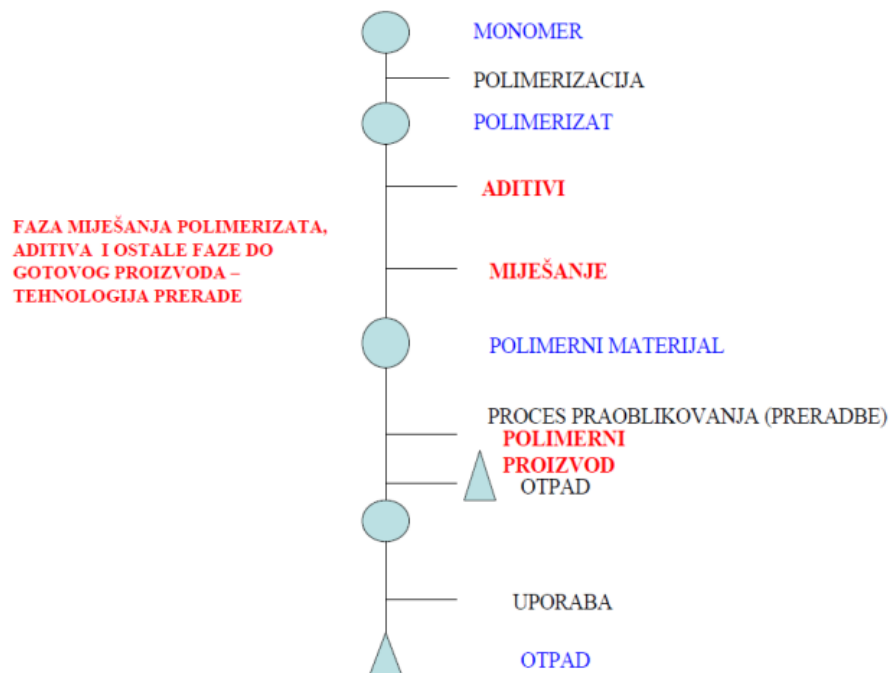 MONOMER
POLIMERIZACIJA
POLIMERIZAT
ADITIVI
FAZA MIJEŠANJA POLIMERIZATA,
ADITIVA I OSTALE FAZE DO
GOTOVOG PROIZVODA –
TEHNOLOGIJA PRERADE
MIJEŠANJE
POLIMERNI MATERIJAL
PROCES PRAOBLIKOVANJA (PRERADBE)
POLIMERNI
PROIZVOD
OTPAD
UPORABA
OTPAD